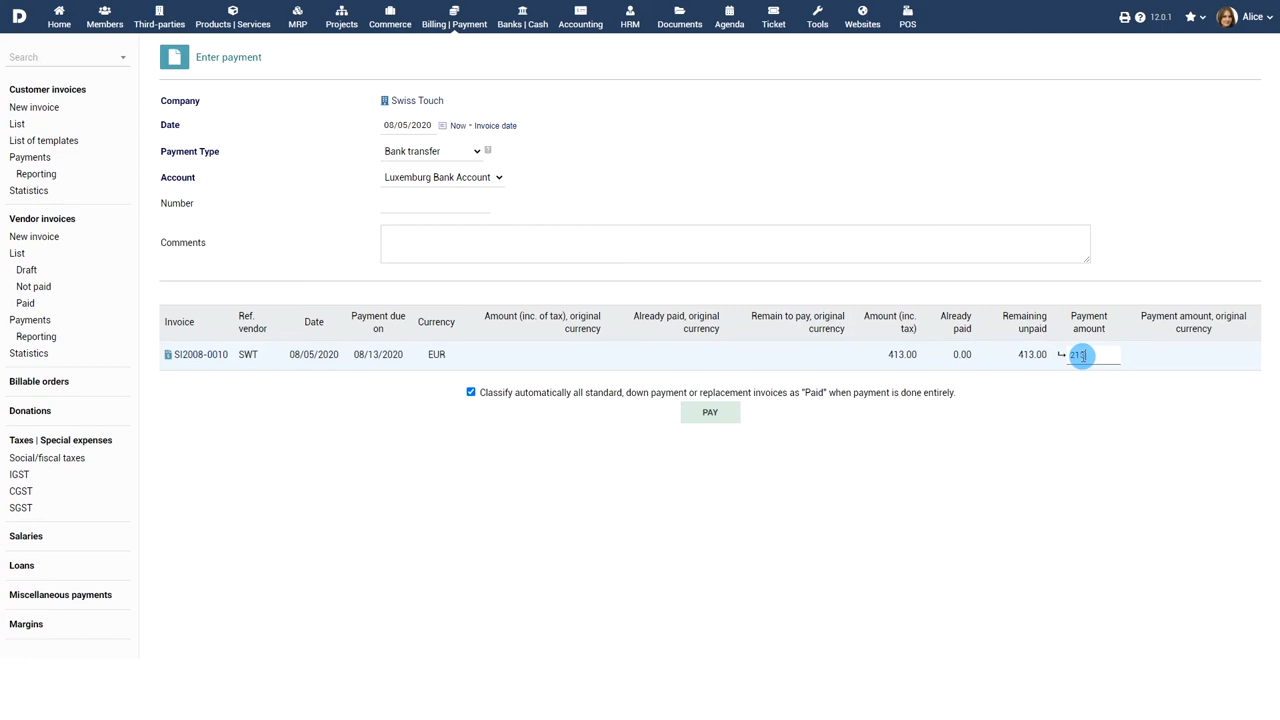 D Home Members Third-parties Products | Services MRP Projects Commerce Billing | Payment Banks | Cash Accounting HRM Documents Agenda Ticket Tools Websites POS 12.0.1 Alice
Search
Customer invoices
New invoice
List
List of templates
Payments
Reporting
Statistics
Vendor invoices
New invoice
List
Draft
Not paid
Paid
Payments
Reporting
Statistics
Billable orders
Donations
Taxes | Special expenses
Social/fiscal taxes
IGST
CGST
SGST
Salaries
Loans
Miscellaneous payments
Margins
Enter payment
Company Swiss Touch
Date 08/05/2020 Now - Invoice date
Payment Type Bank transfer
Account Luxemburg Bank Account
Number
Comments
Invoice Ref. vendor Date Payment due on Currency Amount (inc. of tax), original currency Already paid, original currency Remain to pay, original currency Amount (inc. tax) Already paid Remaining unpaid Payment amount Payment amount, original currency
SI2008-0010 SWT 08/05/2020 08/13/2020 EUR 413.00 0.00 413.00
Classify automatically all standard, down payment or replacement invoices as "Paid" when payment is done entirely.
PAY